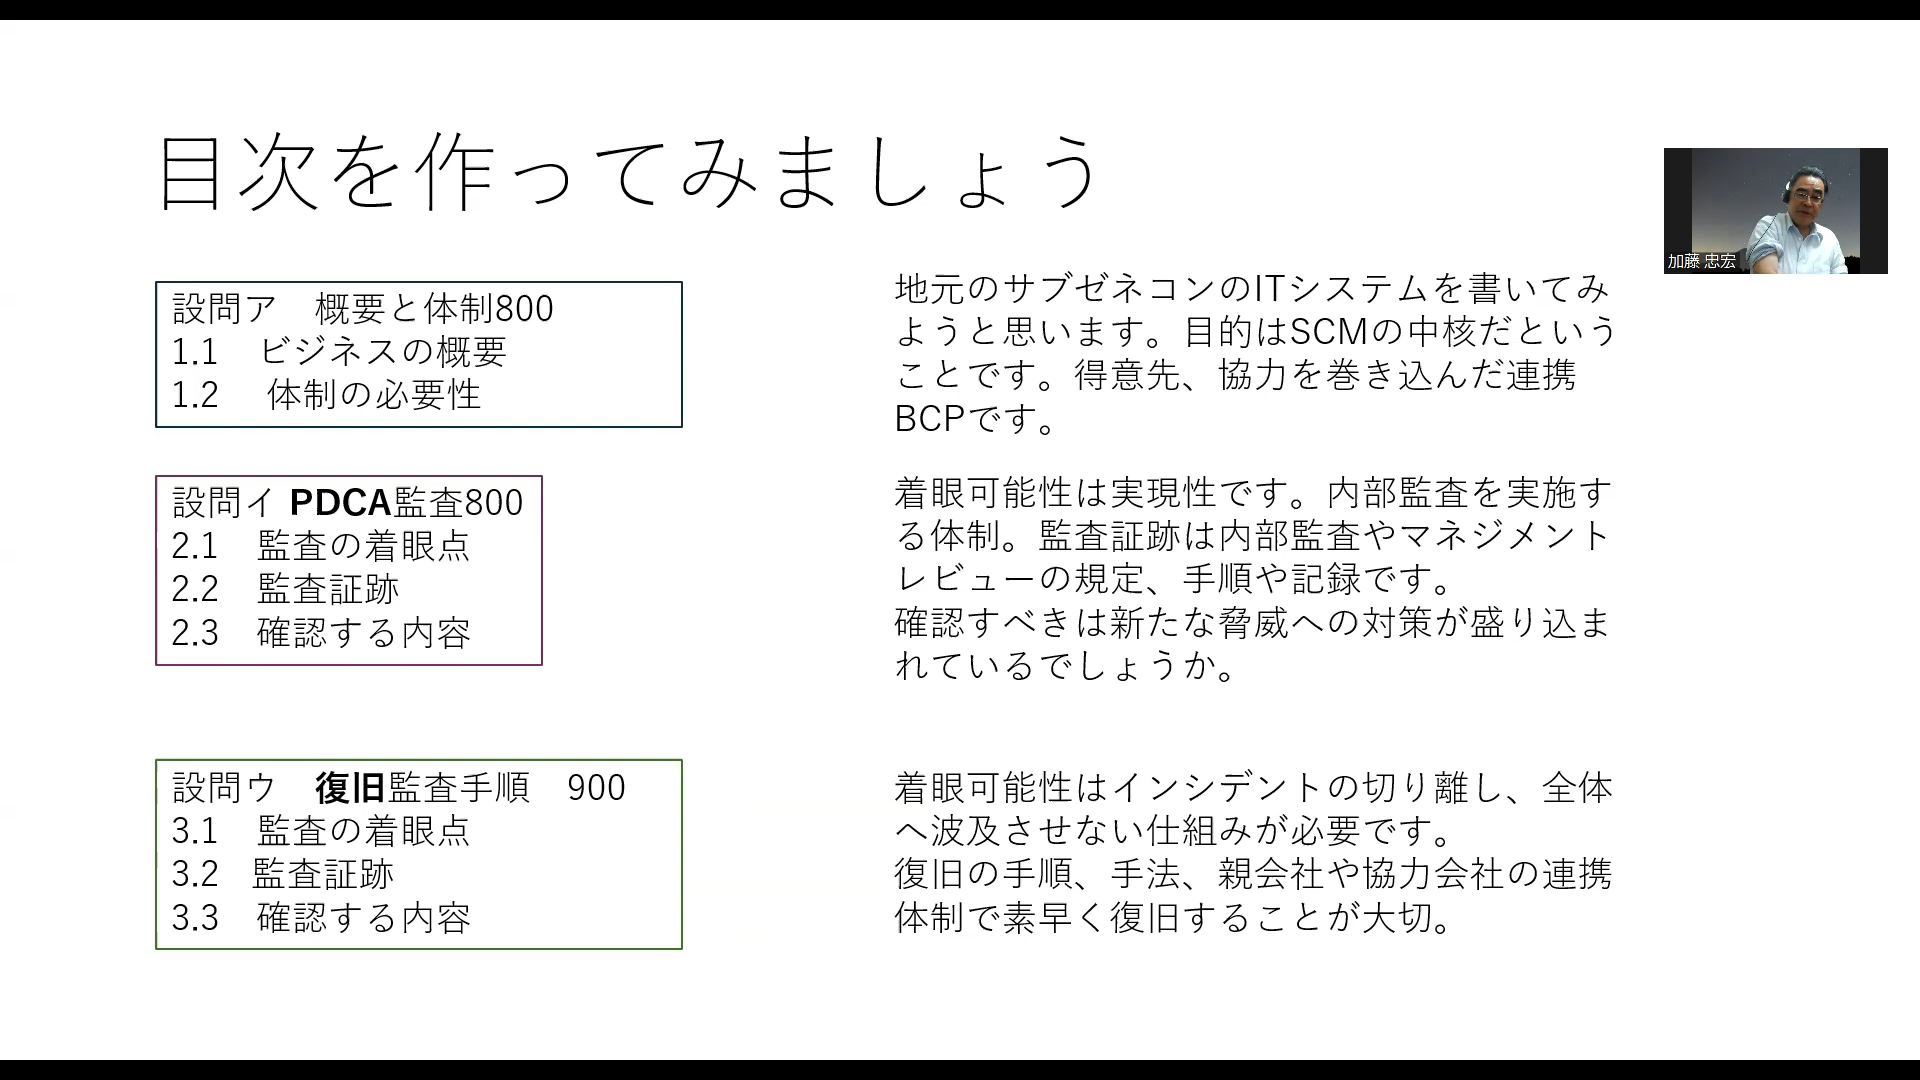 目次を作ってみましょう
加藤 忠宏
設問ア　概要と体制800
1.1　ビジネスの概要
1.2　体制の必要性
地元のサブゼネコンのITシステムを書いてみ
ようと思います。目的はSCMの中核だという
ことです。得意先、協力を巻き込んだ連携
BCPです。
設問イ PDCA監査800
2.1　監査の着眼点
2.2　監査証跡
2.3　確認する内容
着眼可能性は実現性です。内部監査を実施す
る体制。監査証跡は内部監査やマネジメント
レビューの規定、手順や記録です。
確認すべきは新たな脅威への対策が盛り込ま
れているでしょうか。
設問ウ　復旧監査手順　900
3.1　監査の着眼点
3.2　監査証跡
3.3　確認する内容
着眼可能性はインシデントの切り離し、全体
へ波及させない仕組みが必要です。
復旧の手順、手法、親会社や協力会社の連携
体制で素早く復旧することが大切。